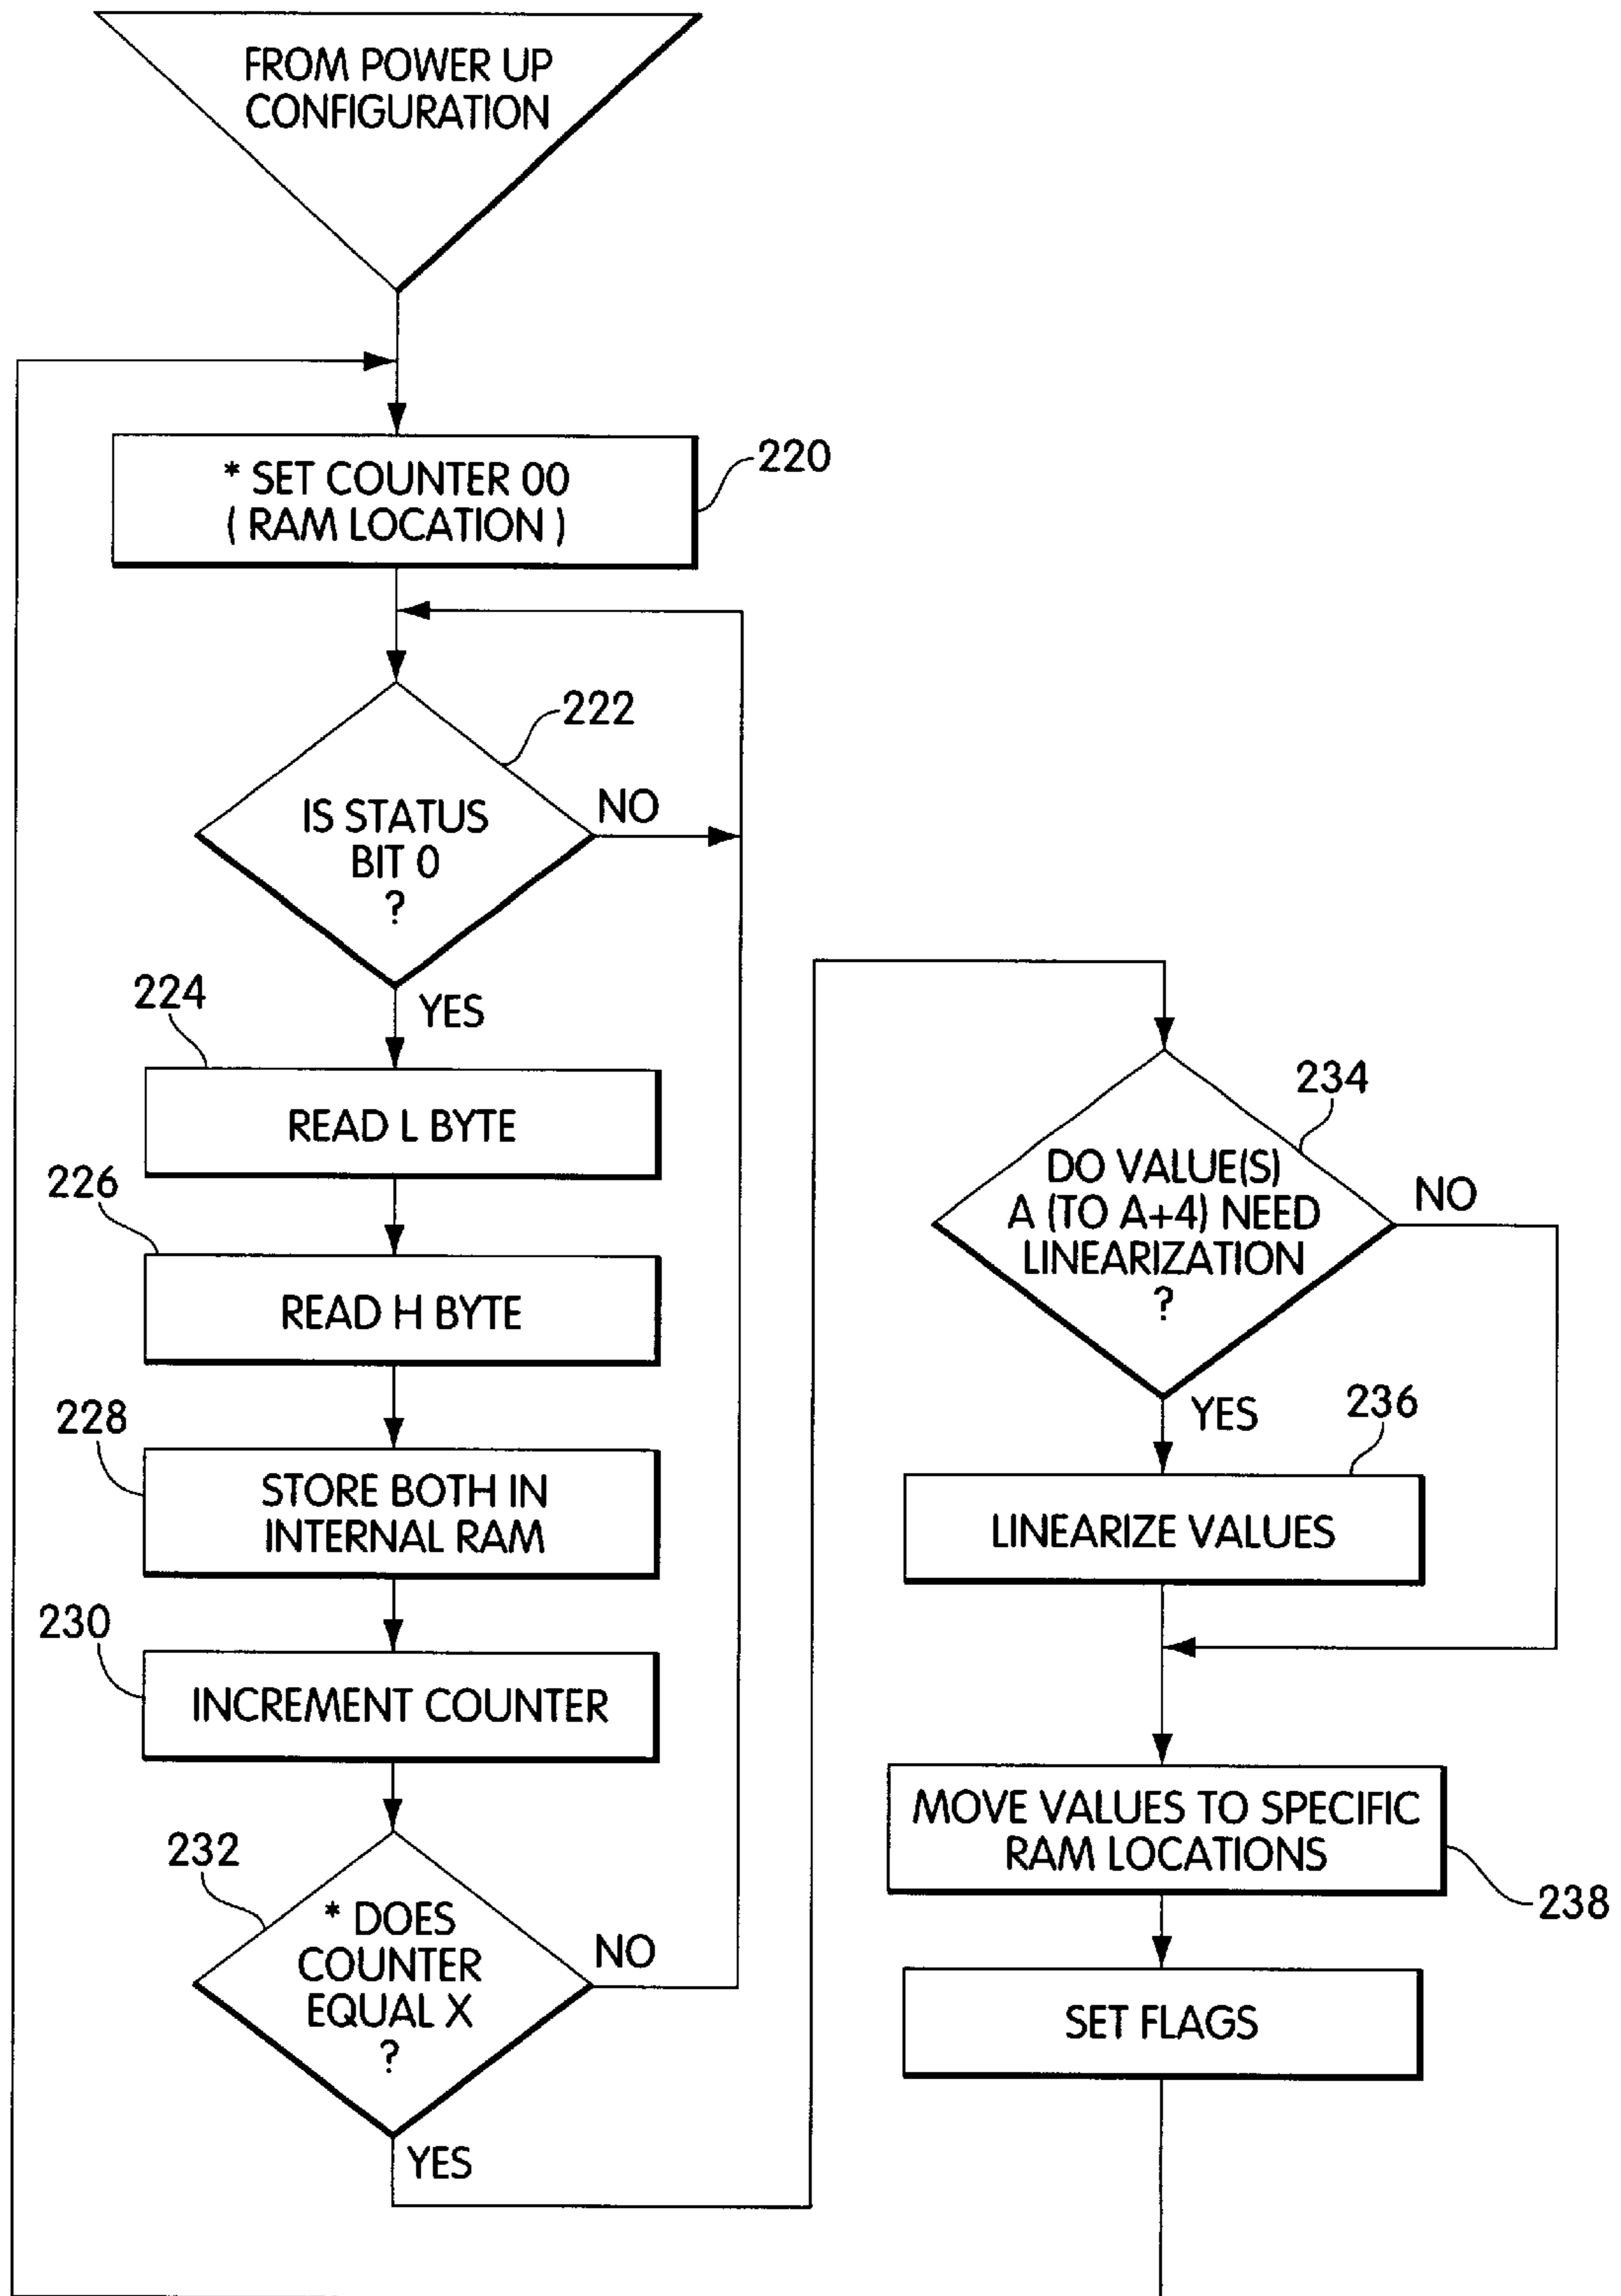 FROM POWER UP
CONFIGURATION
* SET COUNTER 00
( RAM LOCATION )
220
222
IS STATUS
BIT 0
?
NO
YES
224
READ L BYTE
226
READ H BYTE
228
STORE BOTH IN
INTERNAL RAM
230
INCREMENT COUNTER
232
* DOES
COUNTER
EQUAL X
?
NO
YES
234
DO VALUE(S)
A (TO A+4) NEED
LINEARIZATION
?
NO
YES
236
LINEARIZE VALUES
MOVE VALUES TO SPECIFIC
RAM LOCATIONS
238
SET FLAGS